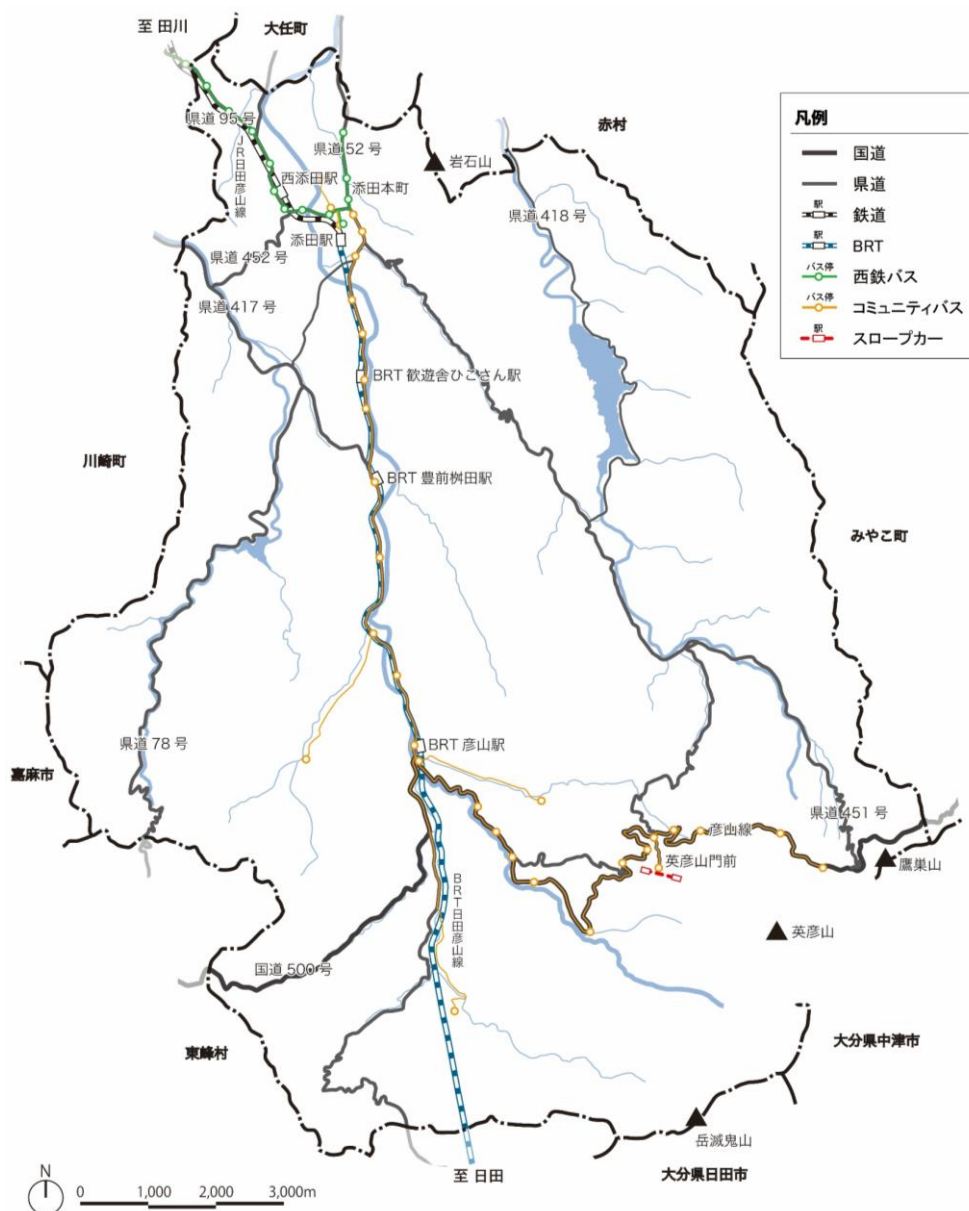 至 田川
大任町
県道 95 号
JR日田彦山線
県道 52 号
西添田駅
添田本町
岩石山
赤村
添田駅
県道 418 号
県道 452 号
県道 417 号
BRT 歓遊舎ひこさん駅
川崎町
BRT 豊前桝田駅
みやこ町
県道 78 号
BRT 彦山駅
嘉麻市
県道 451 号
彦山線
英彦山門前
鷹巣山
BRT日田彦山線
英彦山
国道 500 号
東峰村
大分県中津市
岳滅鬼山
至 日田
大分県日田市
凡例
国道
県道
駅
鉄道
駅
BRT
バス停
西鉄バス
バス停
コミュニティバス
駅
スロープカー
N
0 1,000 2,000 3,000m